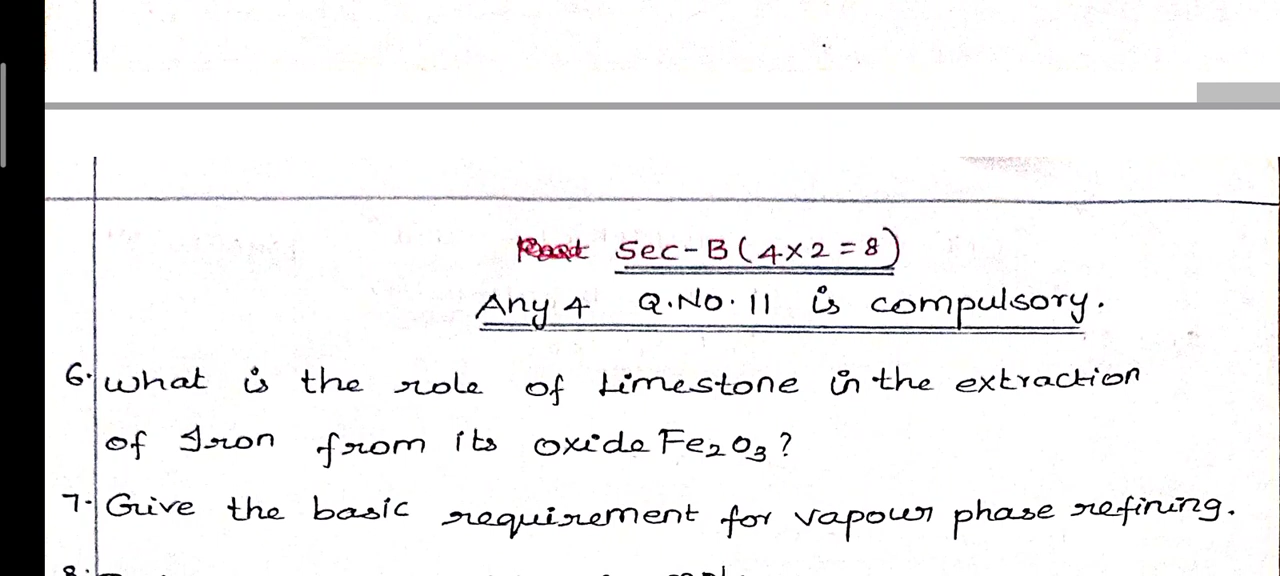 Sec-B (4×2=8)
Any 4 Q.No. 11 is compulsory.
6. What is the role of Limestone in the extraction
of Iron from its oxide Fe₂O₃?
7. Give the basic requirement for vapour phase refining.
8.